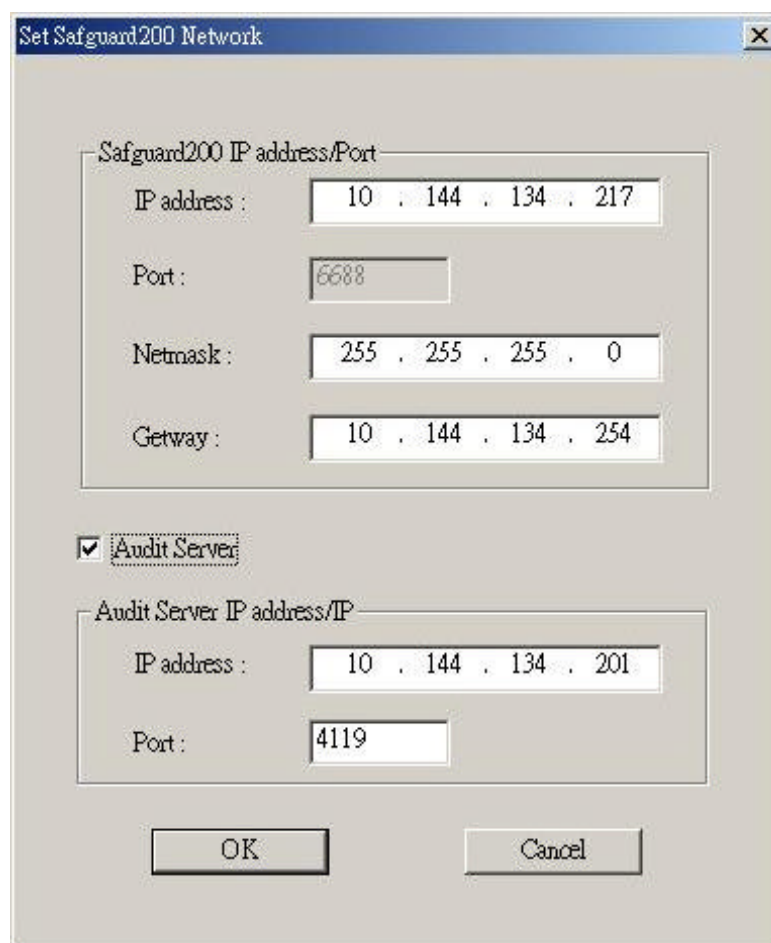 Set Safguard200 Network
Safguard200 IP address/Port
IP address : 10 . 144 . 134 . 217
Port : 6688
Netmask : 255 . 255 . 255 . 0
Getway : 10 . 144 . 134 . 254
Audit Server
Audit Server IP address/IP
IP address : 10 . 144 . 134 . 201
Port : 4119
OK Cancel